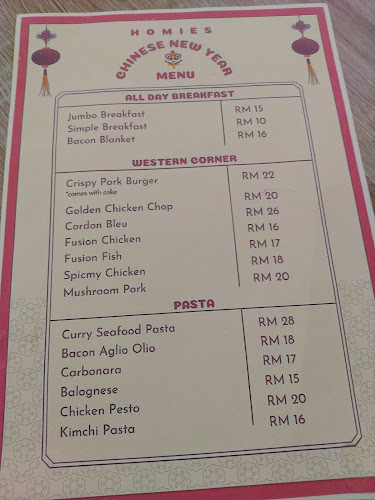 HOMIES
CHINESE NEW YEAR
MENU
ALL DAY BREAKFAST
Jumbo Breakfast RM 15
Simple Breakfast RM 10
Bacon Blanket RM 16
WESTERN CORNER
Crispy Pork Burger RM 22
*comes with coke
Golden Chicken Chop RM 20
Cordon Bleu RM 26
Fusion Chicken RM 16
Fusion Fish RM 17
Spicmy Chicken RM 18
Mushroom Pork RM 20
PASTA
Curry Seafood Pasta RM 28
Bacon Aglio Olio RM 18
Carbonara RM 17
Balognese RM 15
Chicken Pesto RM 20
Kimchi Pasta RM 16